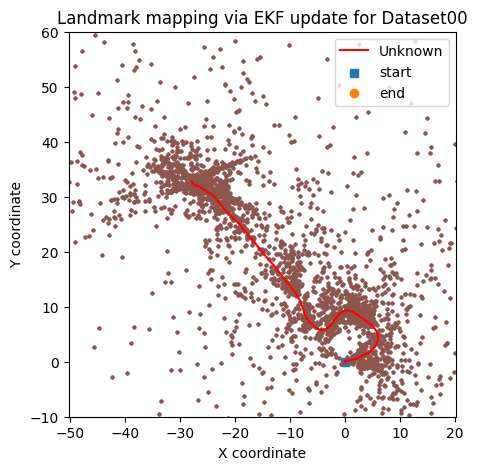 Landmark mapping via EKF update for Dataset00
Unknown
start
end
60
50
40
30
20
10
0
−10
Y coordinate
−50 −40 −30 −20 −10 0 10 20
X coordinate